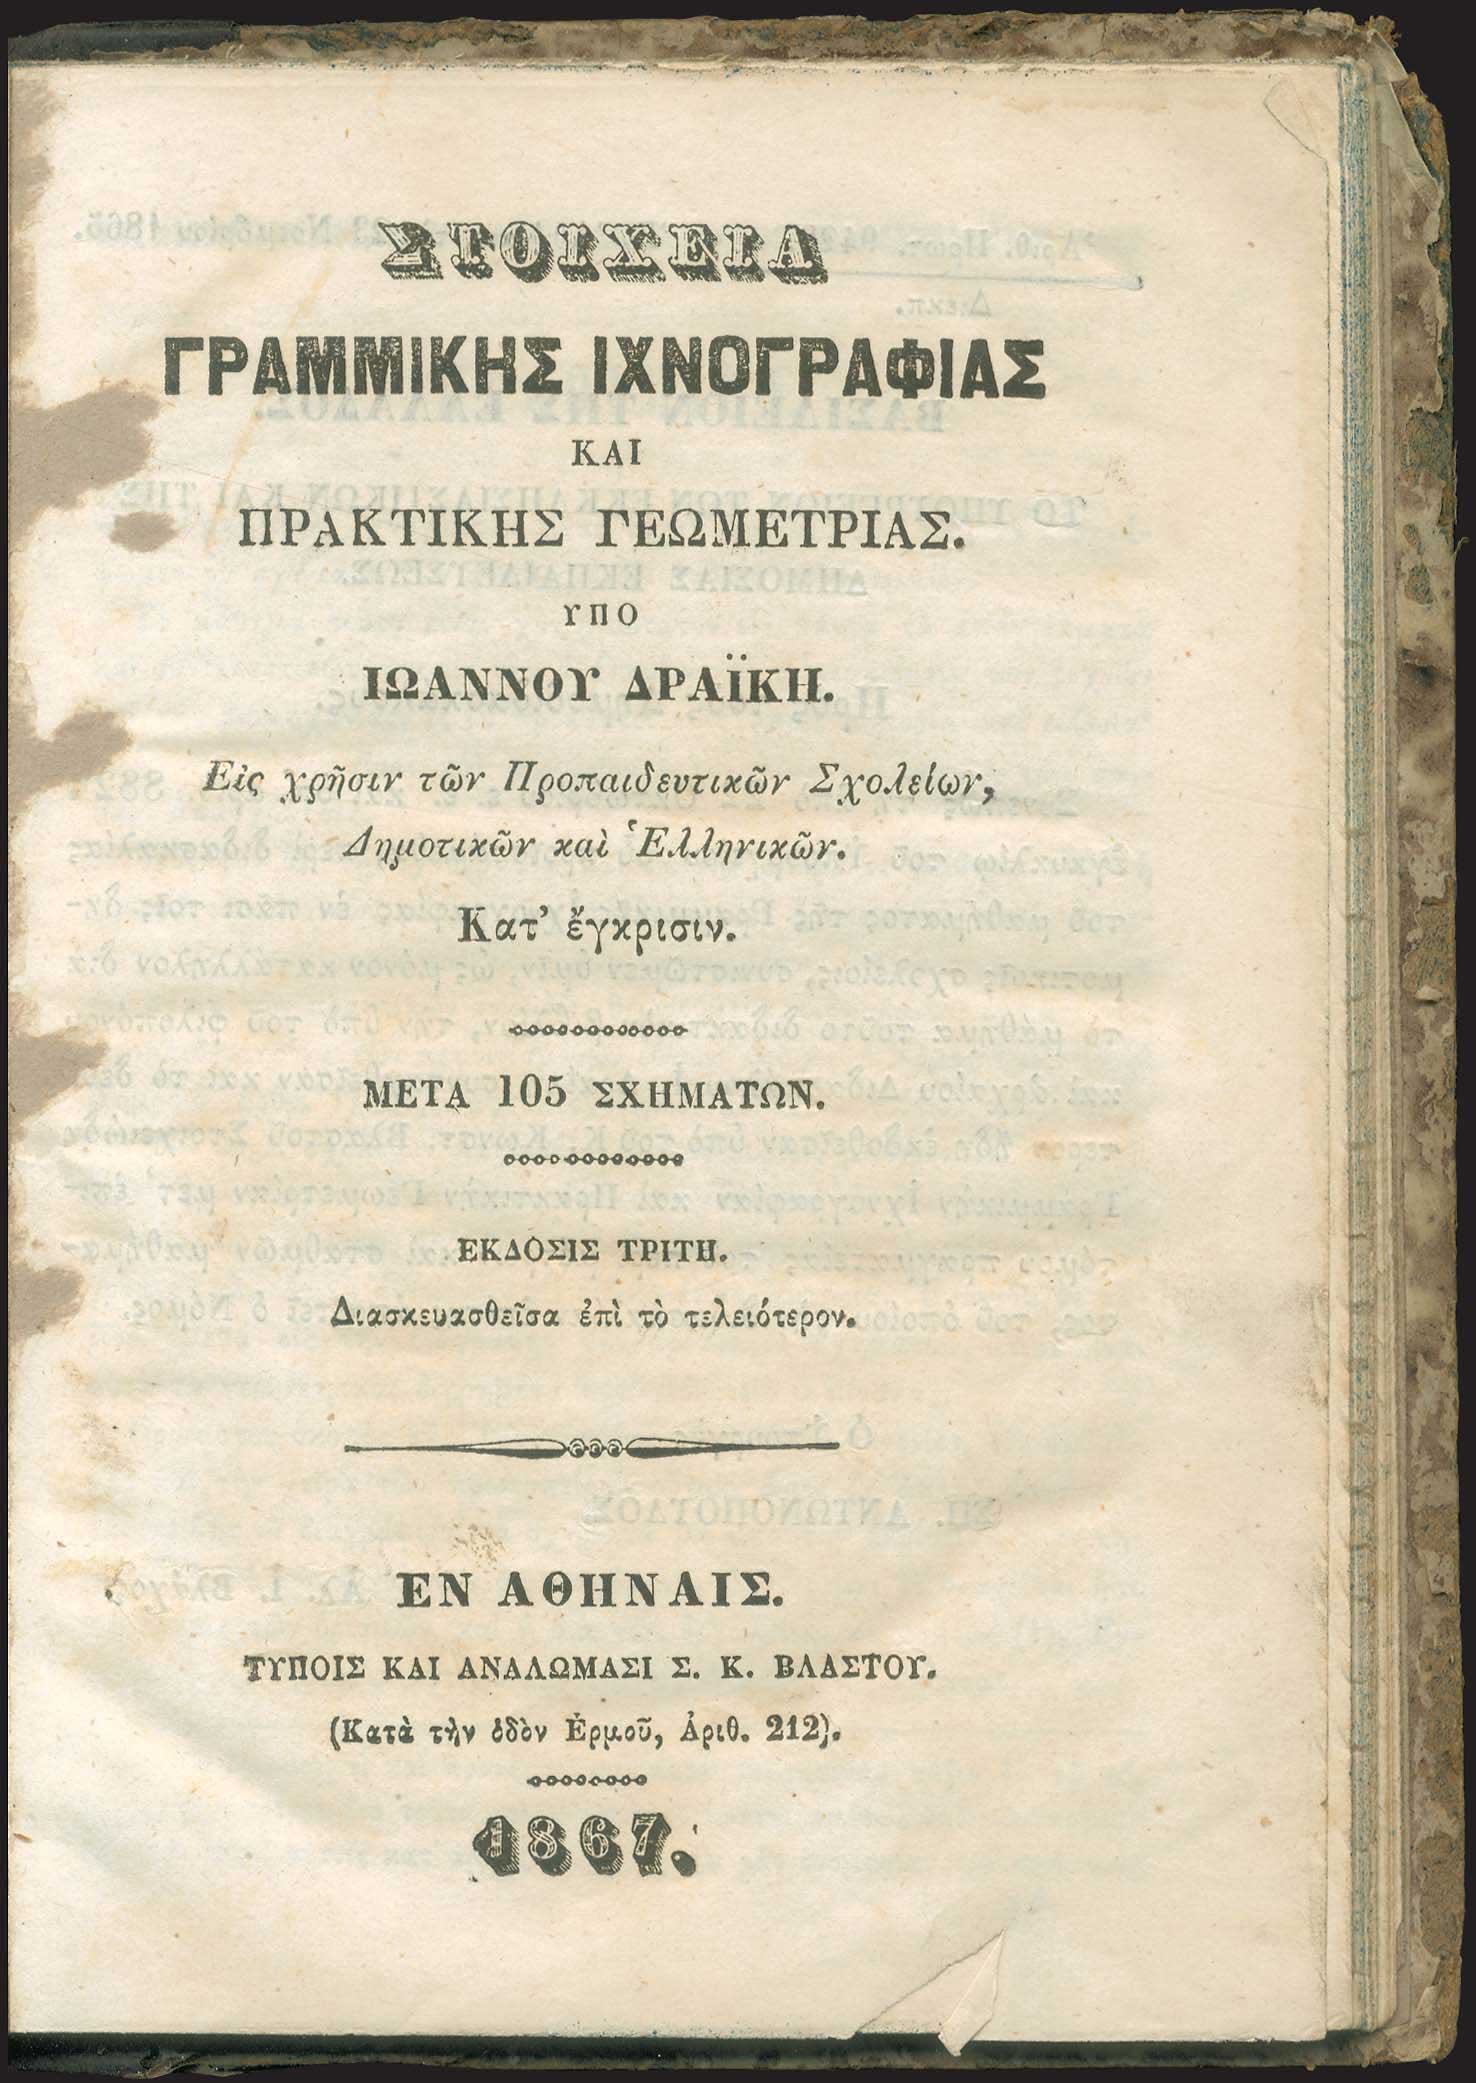 ΣΤΟΙΧΕΙΑ
ΓΡΑΜΜΙΚΗΣ ΙΧΝΟΓΡΑΦΙΑΣ
ΚΑΙ
ΠΡΑΚΤΙΚΗΣ ΓΕΩΜΕΤΡΙΑΣ.
ΥΠΟ
ΙΩΑΝΝΟΥ ΔΡΑΪΚΗ.
Εἰς χρῆσιν τῶν Προπαιδευτικῶν Σχολείων,
Δημοτικῶν καὶ Ἑλληνικῶν.
Κατ' ἔγκρισιν.
ΜΕΤΑ 105 ΣΧΗΜΑΤΩΝ.
ΕΚΔΟΣΙΣ ΤΡΙΤΗ.
Διασκευασθεῖσα ἐπὶ τὸ τελειότερον.
ΕΝ ΑΘΗΝΑΙΣ.
ΤΥΠΟΙΣ ΚΑΙ ΑΝΑΛΩΜΑΣΙ Σ. Κ. ΒΛΑΣΤΟΥ.
(Κατὰ τὴν ὁδὸν Ἑρμοῦ, Ἀριθ. 212).
1867.